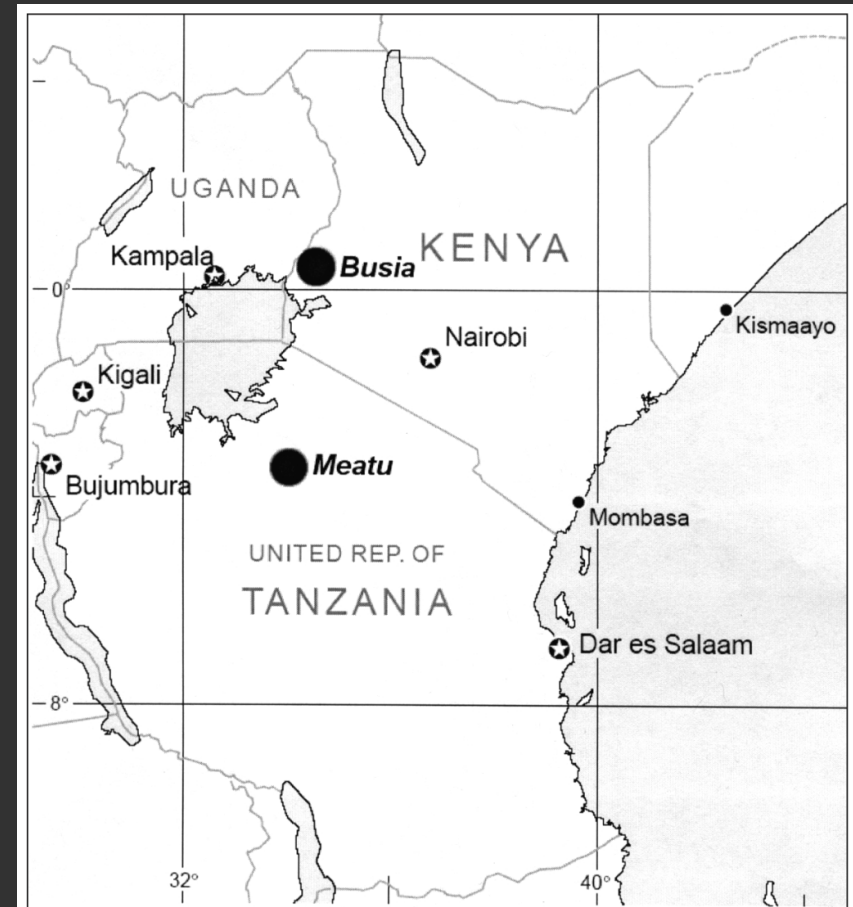 UGANDA
Kampala
KENYA
Busia
0°
Kismaayo
Nairobi
Kigali
Meatu
Bujumbura
Mombasa
UNITED REP. OF
TANZANIA
Dar es Salaam
8°
32°
40°